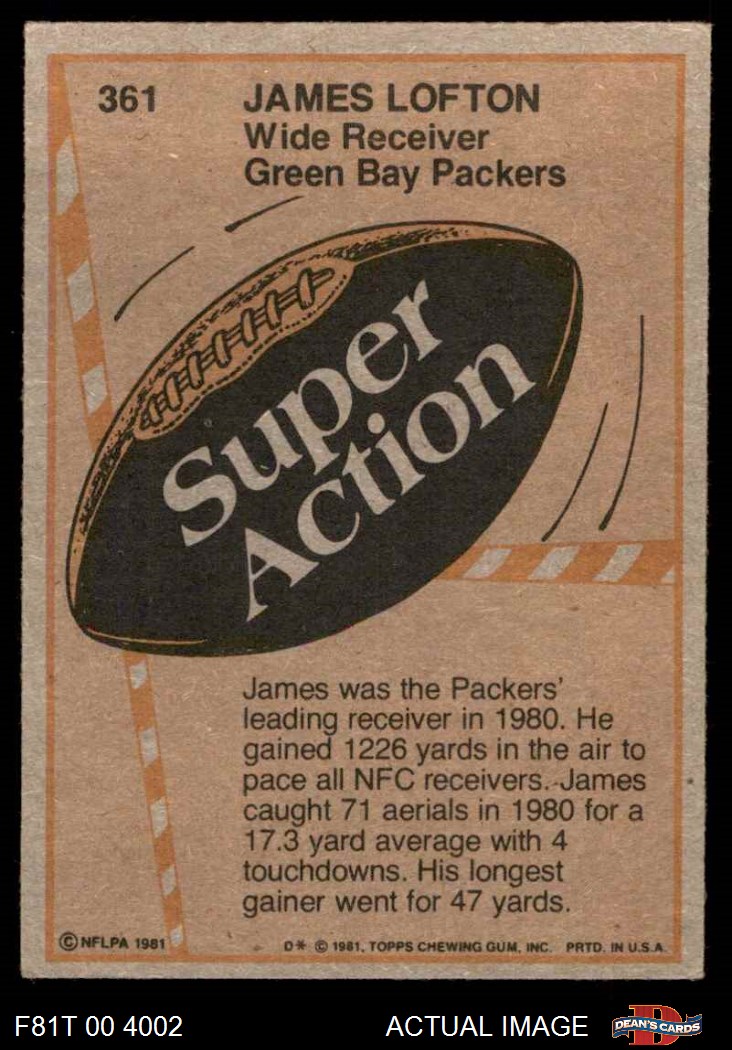 361
JAMES LOFTON
Wide Receiver
Green Bay Packers
Super
Action
James was the Packers'
leading receiver in 1980. He
gained 1226 yards in the air to
pace all NFC receivers. James
caught 71 aerials in 1980 for a
17.3 yard average with 4
touchdowns. His longest
gainer went for 47 yards.
© NFLPA 1981
D* © 1981, TOPPS CHEWING GUM, INC. PRTD. IN U.S.A.
F81T 00 4002
ACTUAL IMAGE
D
DEAN'S CARDS